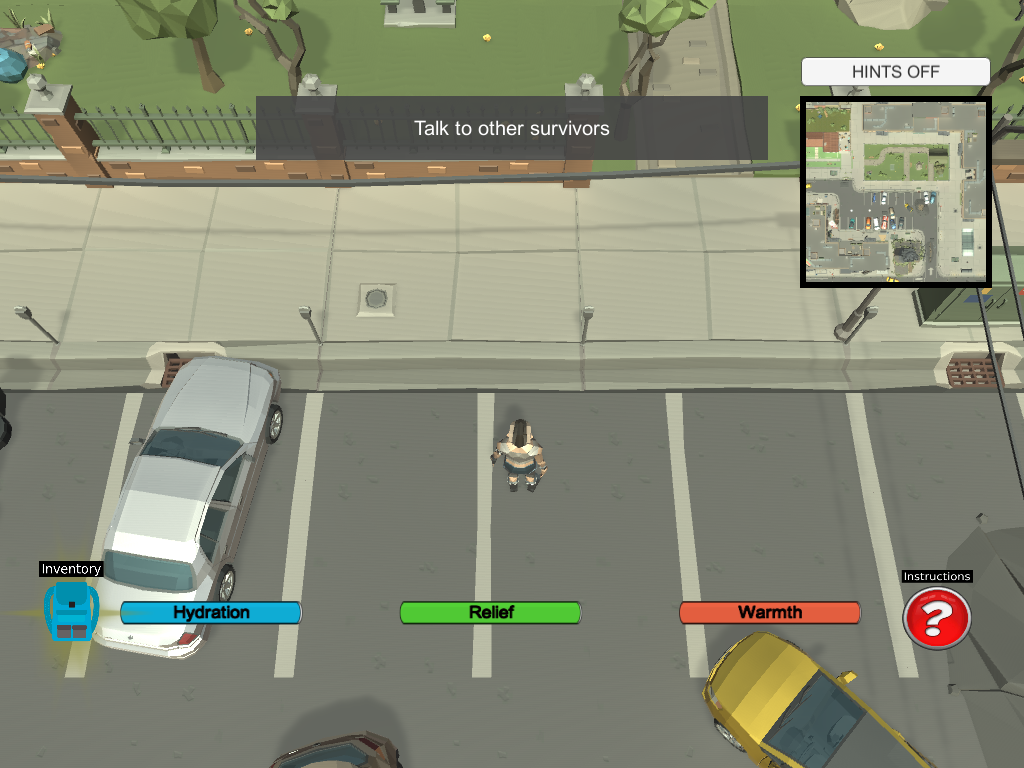 HINTS OFF
Talk to other survivors
Inventory
Instructions
Hydration
Relief
Warmth
?